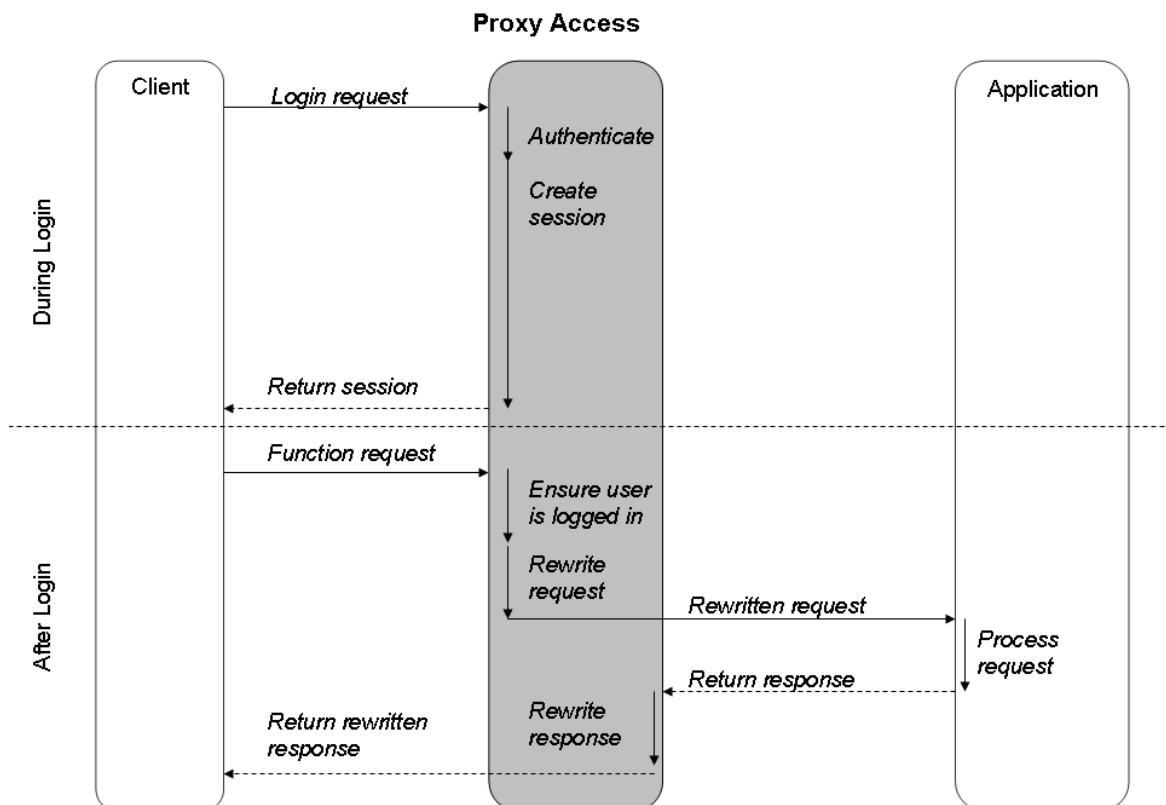 Proxy Access
Client
Application
During Login
Login request
Authenticate
Create
session
Return session
After Login
Function request
Ensure user
is logged in
Rewrite
request
Rewritten request
Process
request
Return response
Rewrite
response
Return rewritten
response